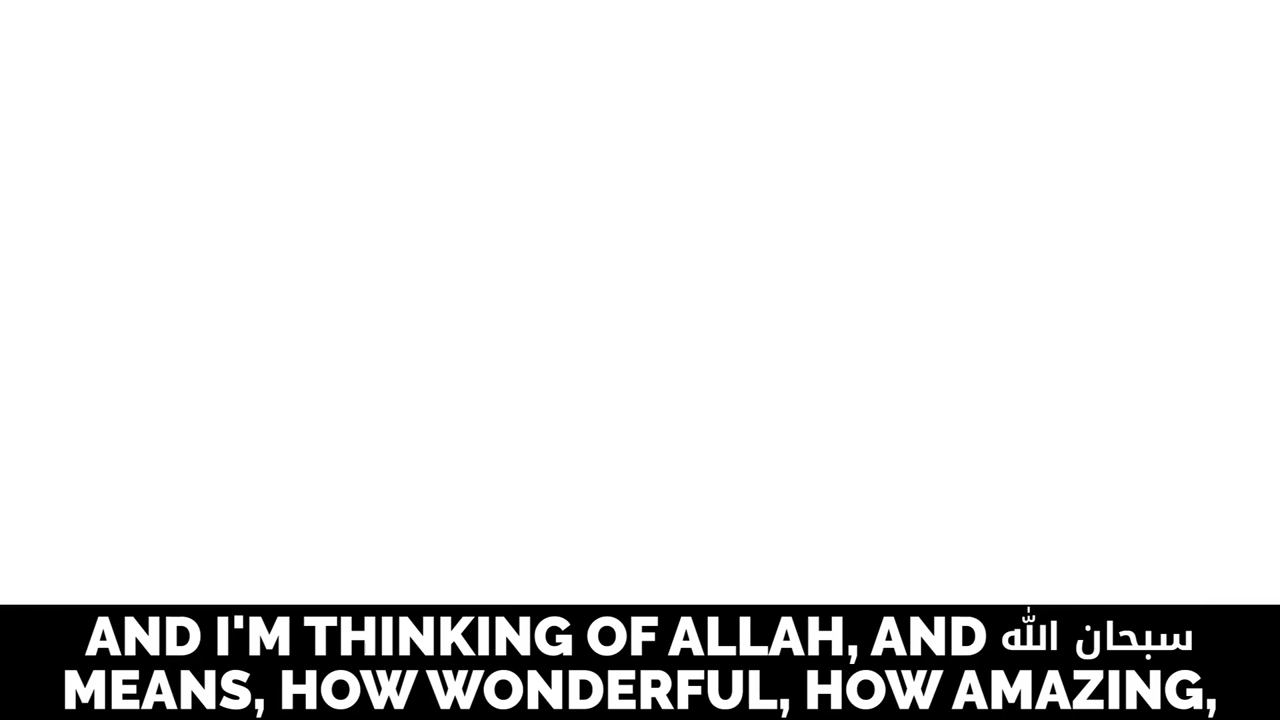 AND I'M THINKING OF ALLAH, AND سبحان الله
MEANS, HOW WONDERFUL, HOW AMAZING,